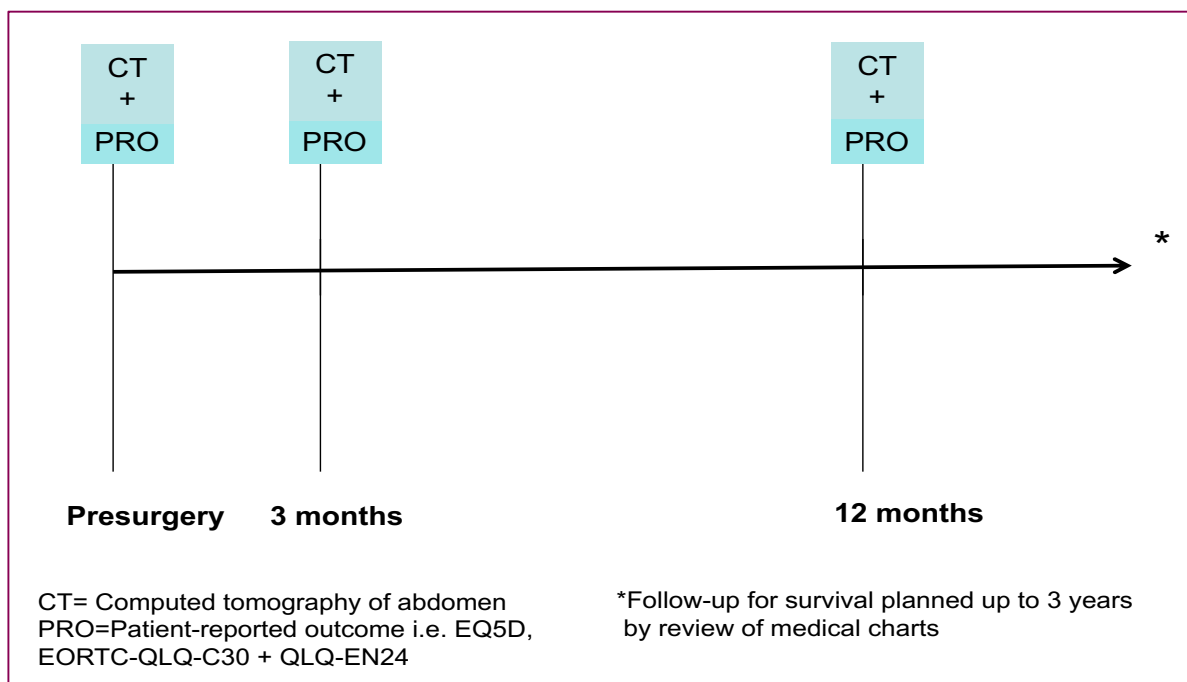 CT
+
PRO
CT
+
PRO
CT
+
PRO
*
Presurgery
3 months
12 months
CT= Computed tomography of abdomen
PRO=Patient-reported outcome i.e. EQ5D,
EORTC-QLQ-C30 + QLQ-EN24
*Follow-up for survival planned up to 3 years
by review of medical charts